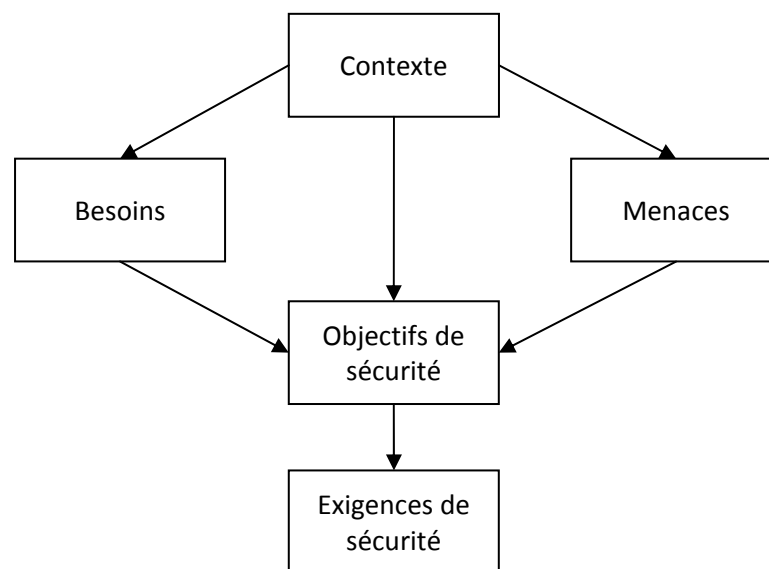 Contexte
Besoins
Menaces
Objectifs de
sécurité
Exigences de
sécurité